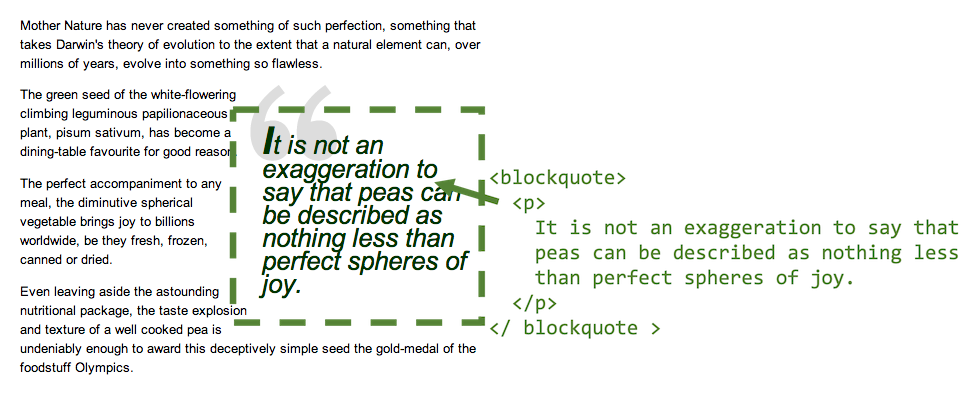 Mother Nature has never created something of such perfection, something that
takes Darwin's theory of evolution to the extent that a natural element can, over
millions of years, evolve into something so flawless.
The green seed of the white-flowering
climbing leguminous papilionaceous
plant, pisum sativum, has become a
dining-table favourite for good reason.
The perfect accompaniment to any
meal, the diminutive spherical
vegetable brings joy to billions
worldwide, be they fresh, frozen,
canned or dried.
Even leaving aside the astounding
nutritional package, the taste explosion
and texture of a well cooked pea is
undeniably enough to award this deceptively simple seed the gold-medal of the
foodstuff Olympics.
“
It is not an
exaggeration to
say that peas can
be described as
nothing less than
perfect spheres of
joy.
<blockquote>
<p>
It is not an exaggeration to say that
peas can be described as nothing less
than perfect spheres of joy.
</p>
</ blockquote >